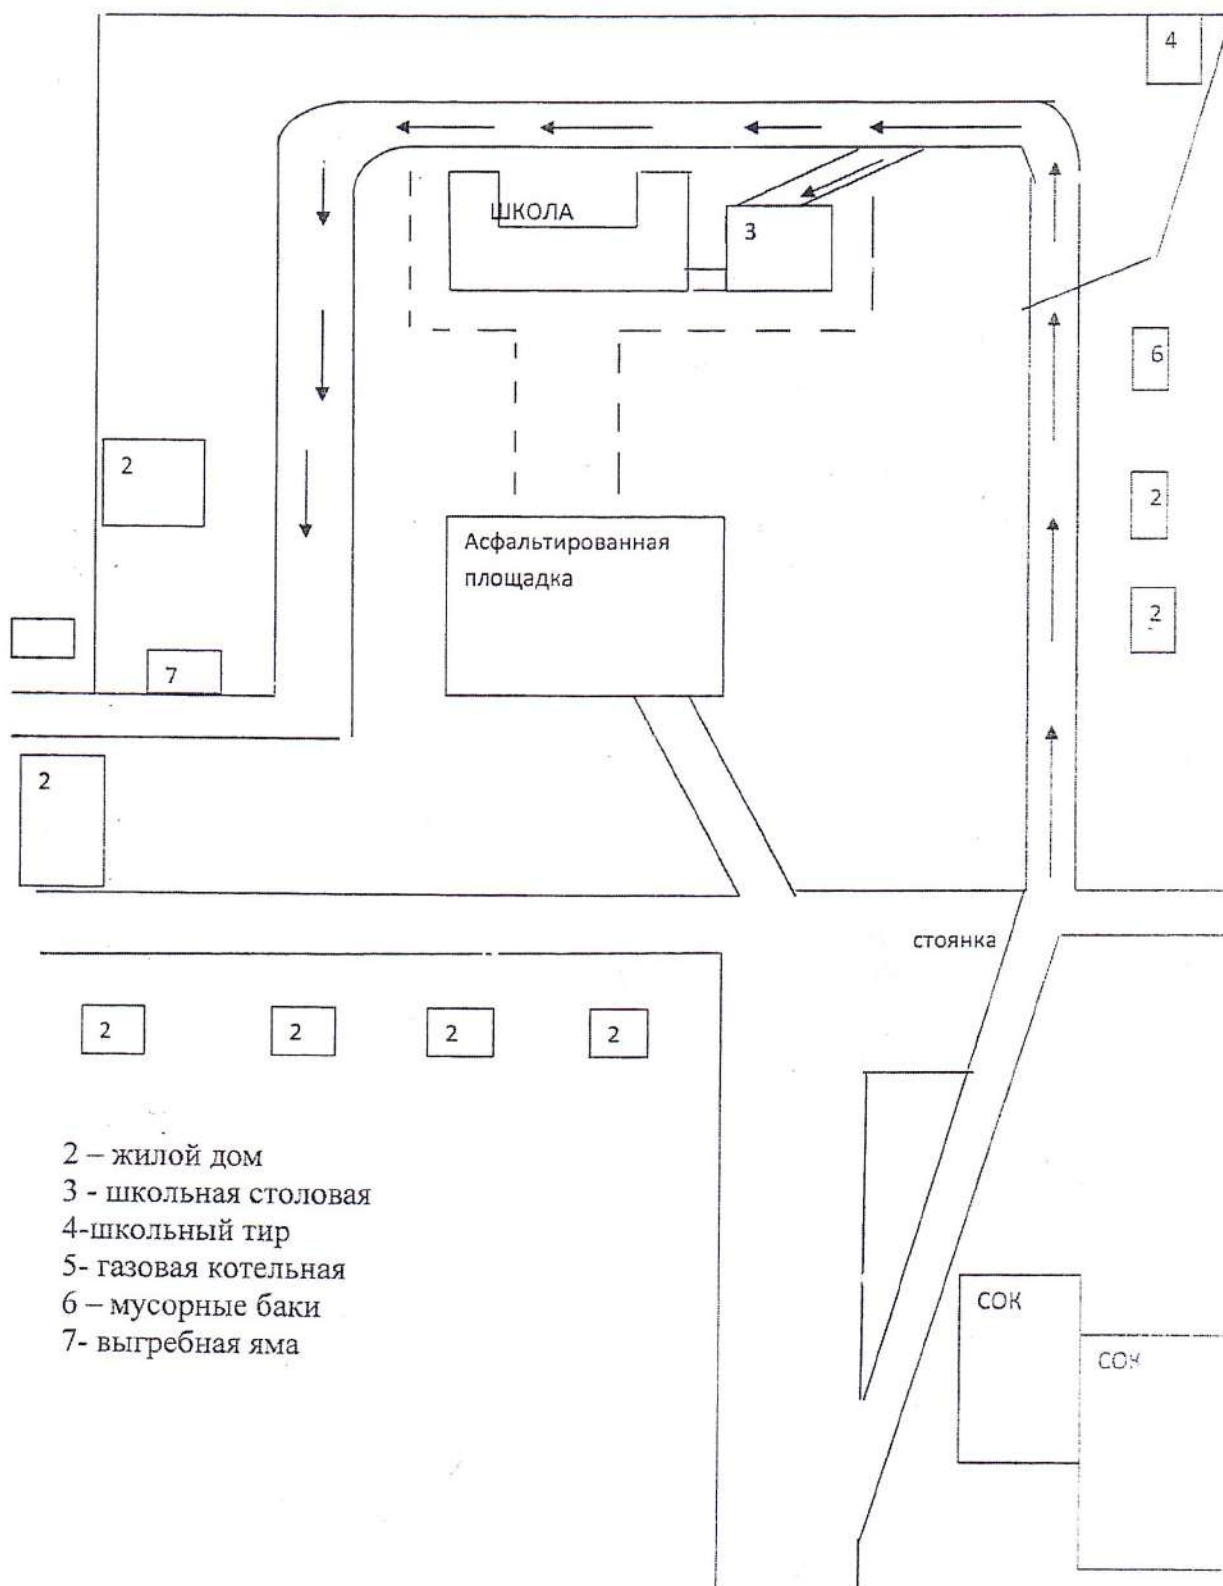 4
ШКОЛА
3
6
2
2
Асфальтированная
площадка
2
7
2
стоянка
2
2
2
2
2 – жилой дом
3 - школьная столовая
4-школьный тир
5- газовая котельная
6 – мусорные баки
7- выгребная яма
СОК
СОК